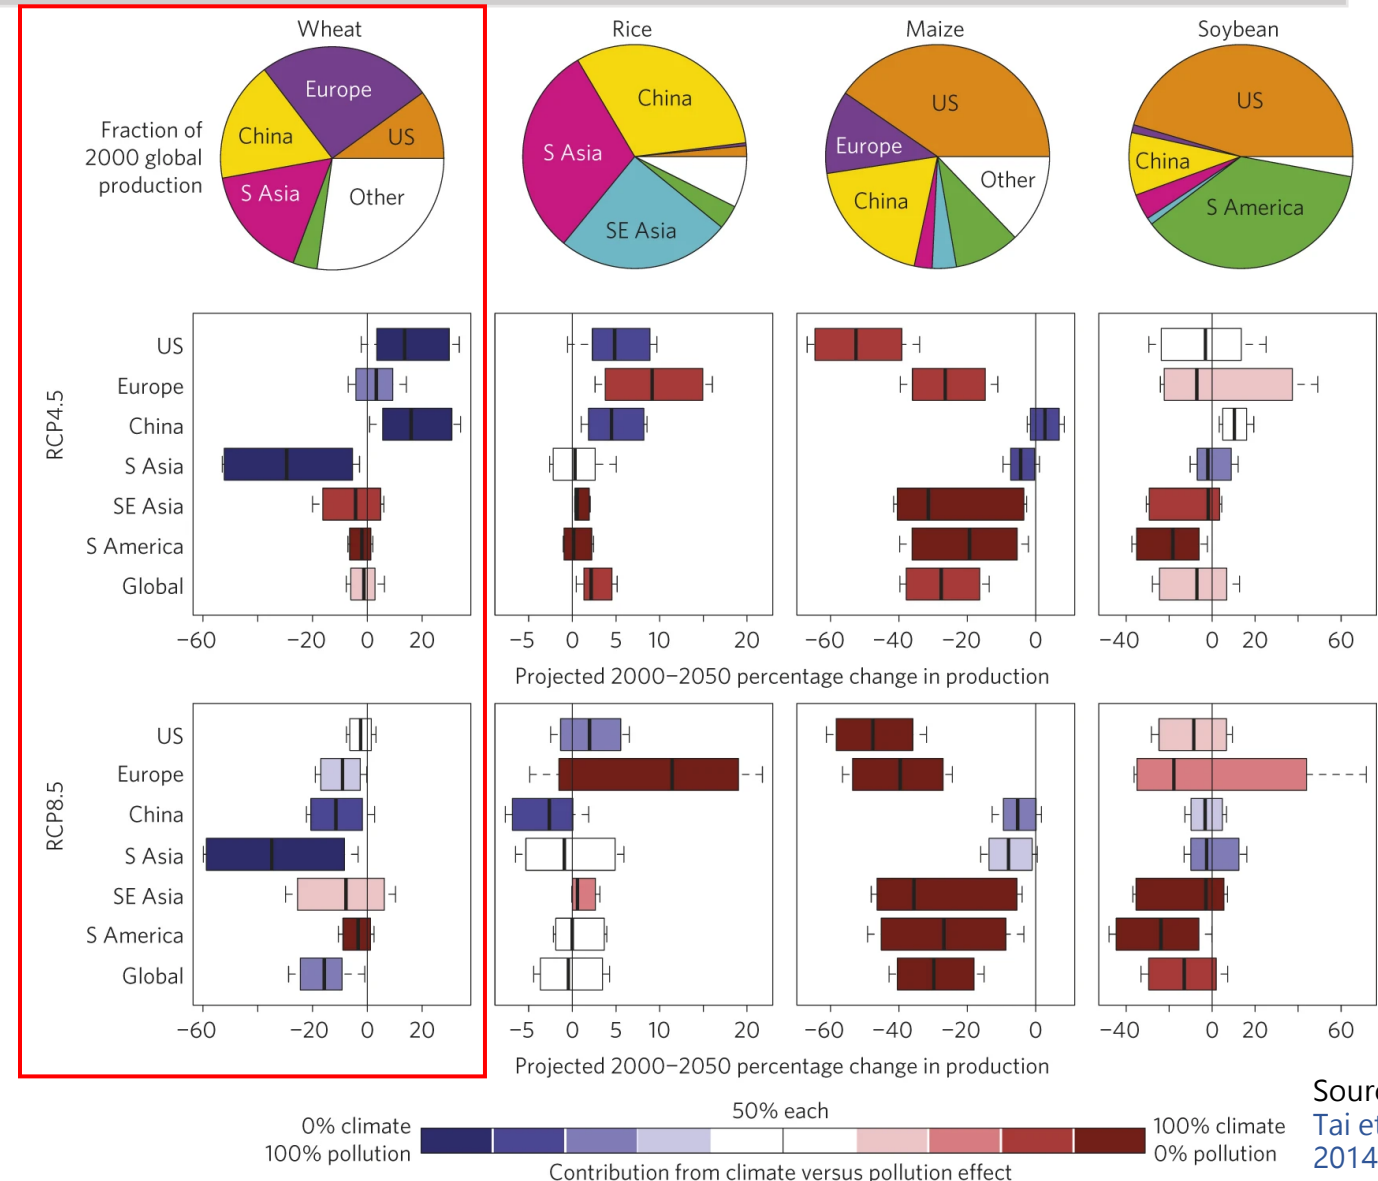 Wheat
Rice
Maize
Soybean
Fraction of
2000 global
production
Europe
China
US
S Asia
Other
China
S Asia
SE Asia
US
Europe
China
Other
US
China
S America
RCP4.5
US
Europe
China
S Asia
SE Asia
S America
Global
−60 −20 0 20
−5 0 5 10 20
−60 −40 −20 0
−40 0 20 60
Projected 2000−2050 percentage change in production
RCP8.5
US
Europe
China
S Asia
SE Asia
S America
Global
−60 −20 0 20
−5 0 5 10 20
−60 −40 −20 0
−40 0 20 60
Projected 2000−2050 percentage change in production
50% each
0% climate
100% pollution
100% climate
0% pollution
Contribution from climate versus pollution effect
Tai
2014